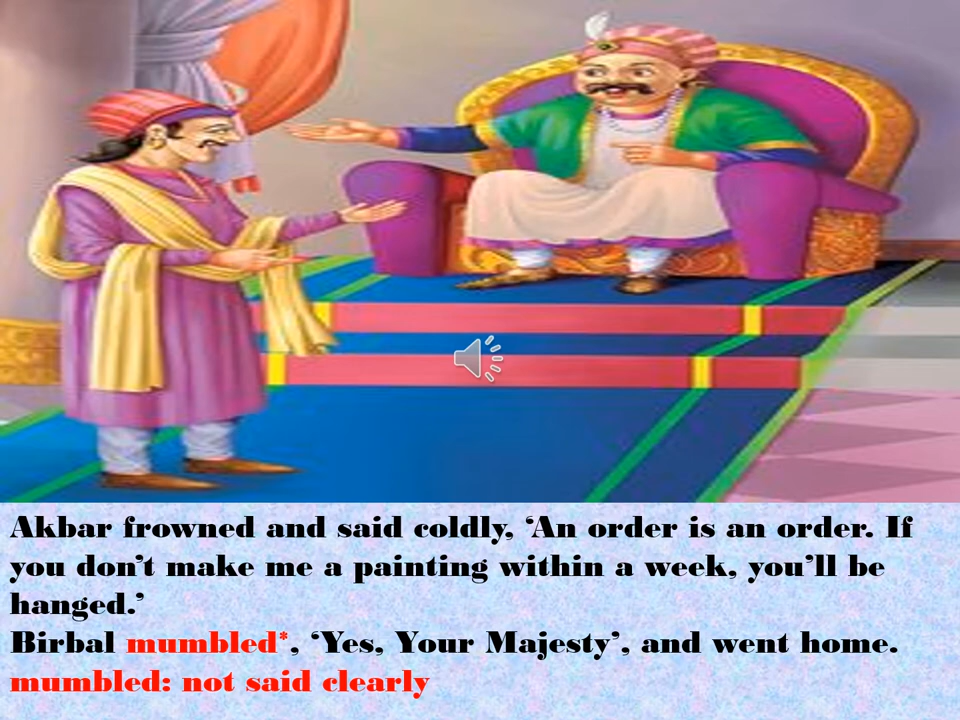 Akbar frowned and said coldly, ‘An order is an order. If
you don’t make me a painting within a week, you’ll be
hanged.’
Birbal mumbled*, ‘Yes, Your Majesty’, and went home.
mumbled: not said clearly